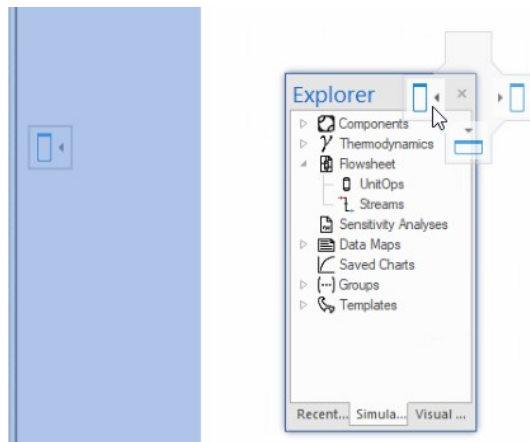 Explorer
Components
Thermodynamics
Flowsheet
UnitOps
Streams
Sensitivity Analyses
Data Maps
Saved Charts
Groups
Templates
Recent... Simula... Visual ...